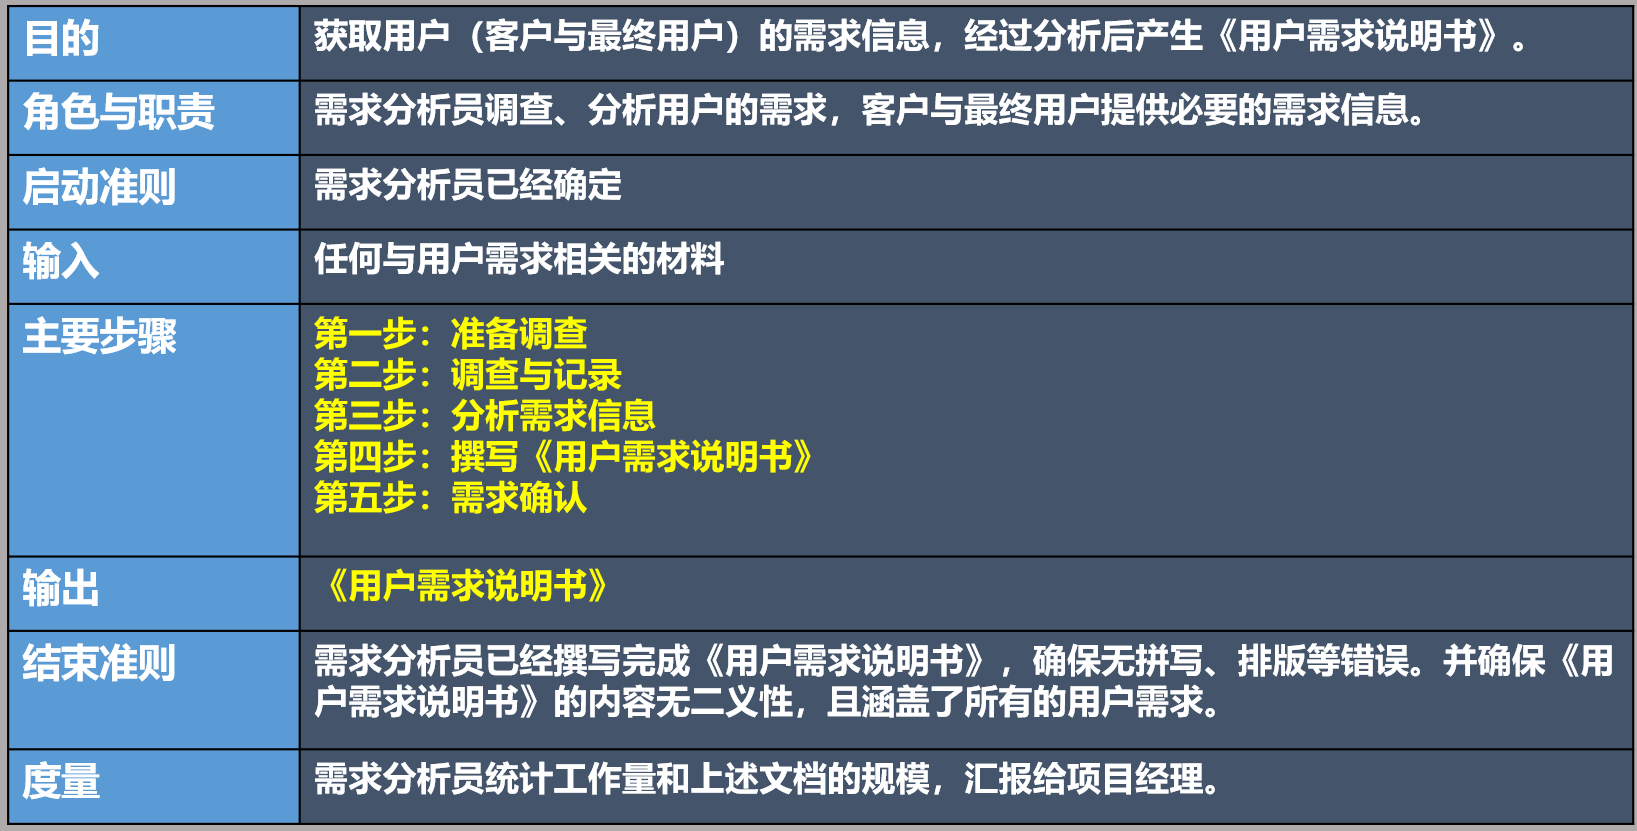 目的
获取用户（客户与最终用户）的需求信息，经过分析后产生《用户需求说明书》。
角色与职责
需求分析员调查、分析用户的需求，客户与最终用户提供必要的需求信息。
启动准则
需求分析员已经确定
输入
任何与用户需求相关的材料
主要步骤
第一步：准备调查
第二步：调查与记录
第三步：分析需求信息
第四步：撰写《用户需求说明书》
第五步：需求确认
输出
《用户需求说明书》
结束准则
需求分析员已经撰写完成《用户需求说明书》，确保无拼写、排版等错误。并确保《用
户需求说明书》的内容无二义性，且涵盖了所有的用户需求。
度量
需求分析员统计工作量和上述文档的规模，汇报给项目经理。